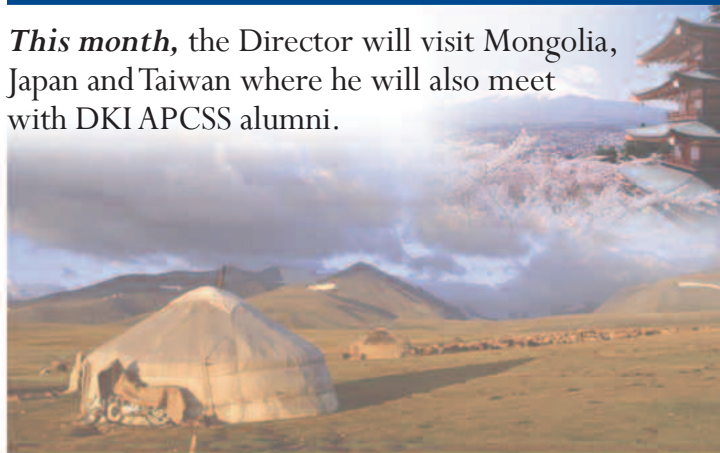 This month, the Director will visit Mongolia,
Japan and Taiwan where he will also meet
with DKI APCSS alumni.